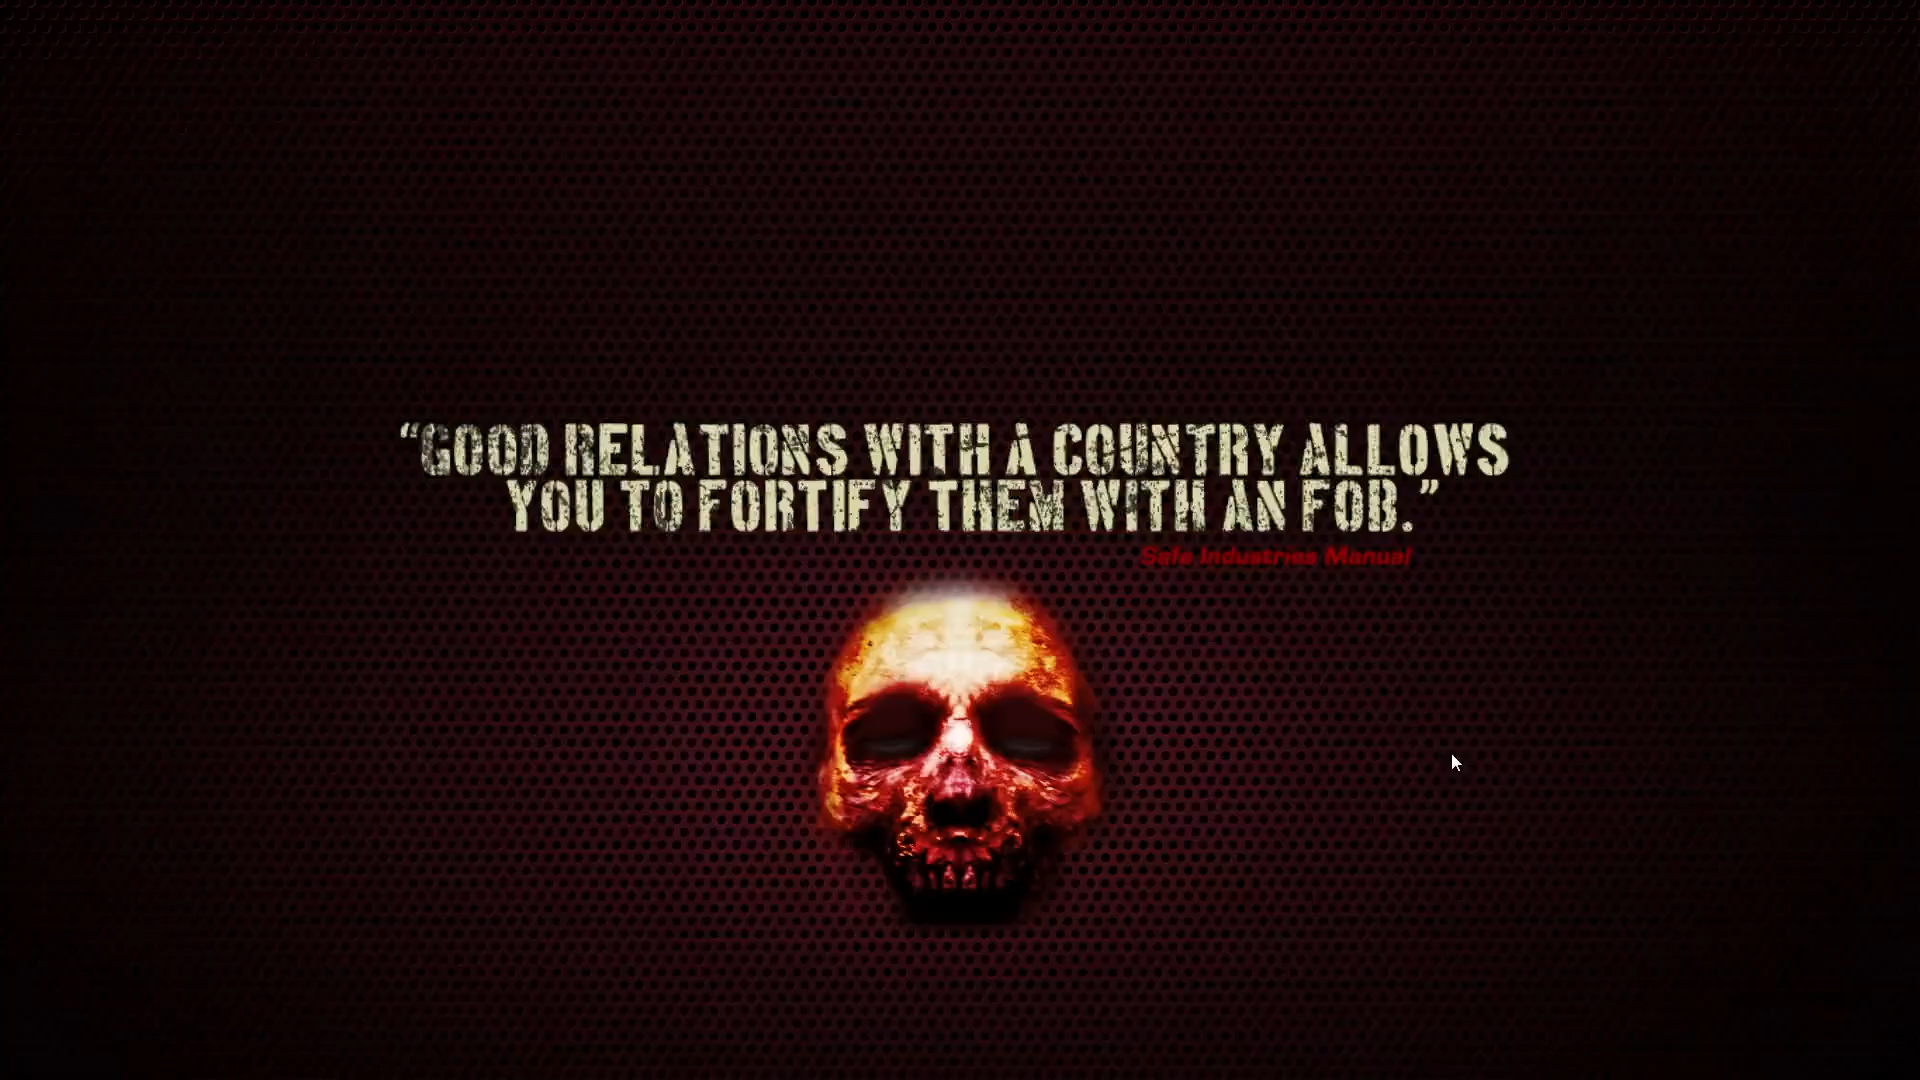 “GOOD RELATIONS WITH A COUNTRY ALLOWS
YOU TO FORTIFY THEM WITH AN FOB.”
Safe Industries Manual